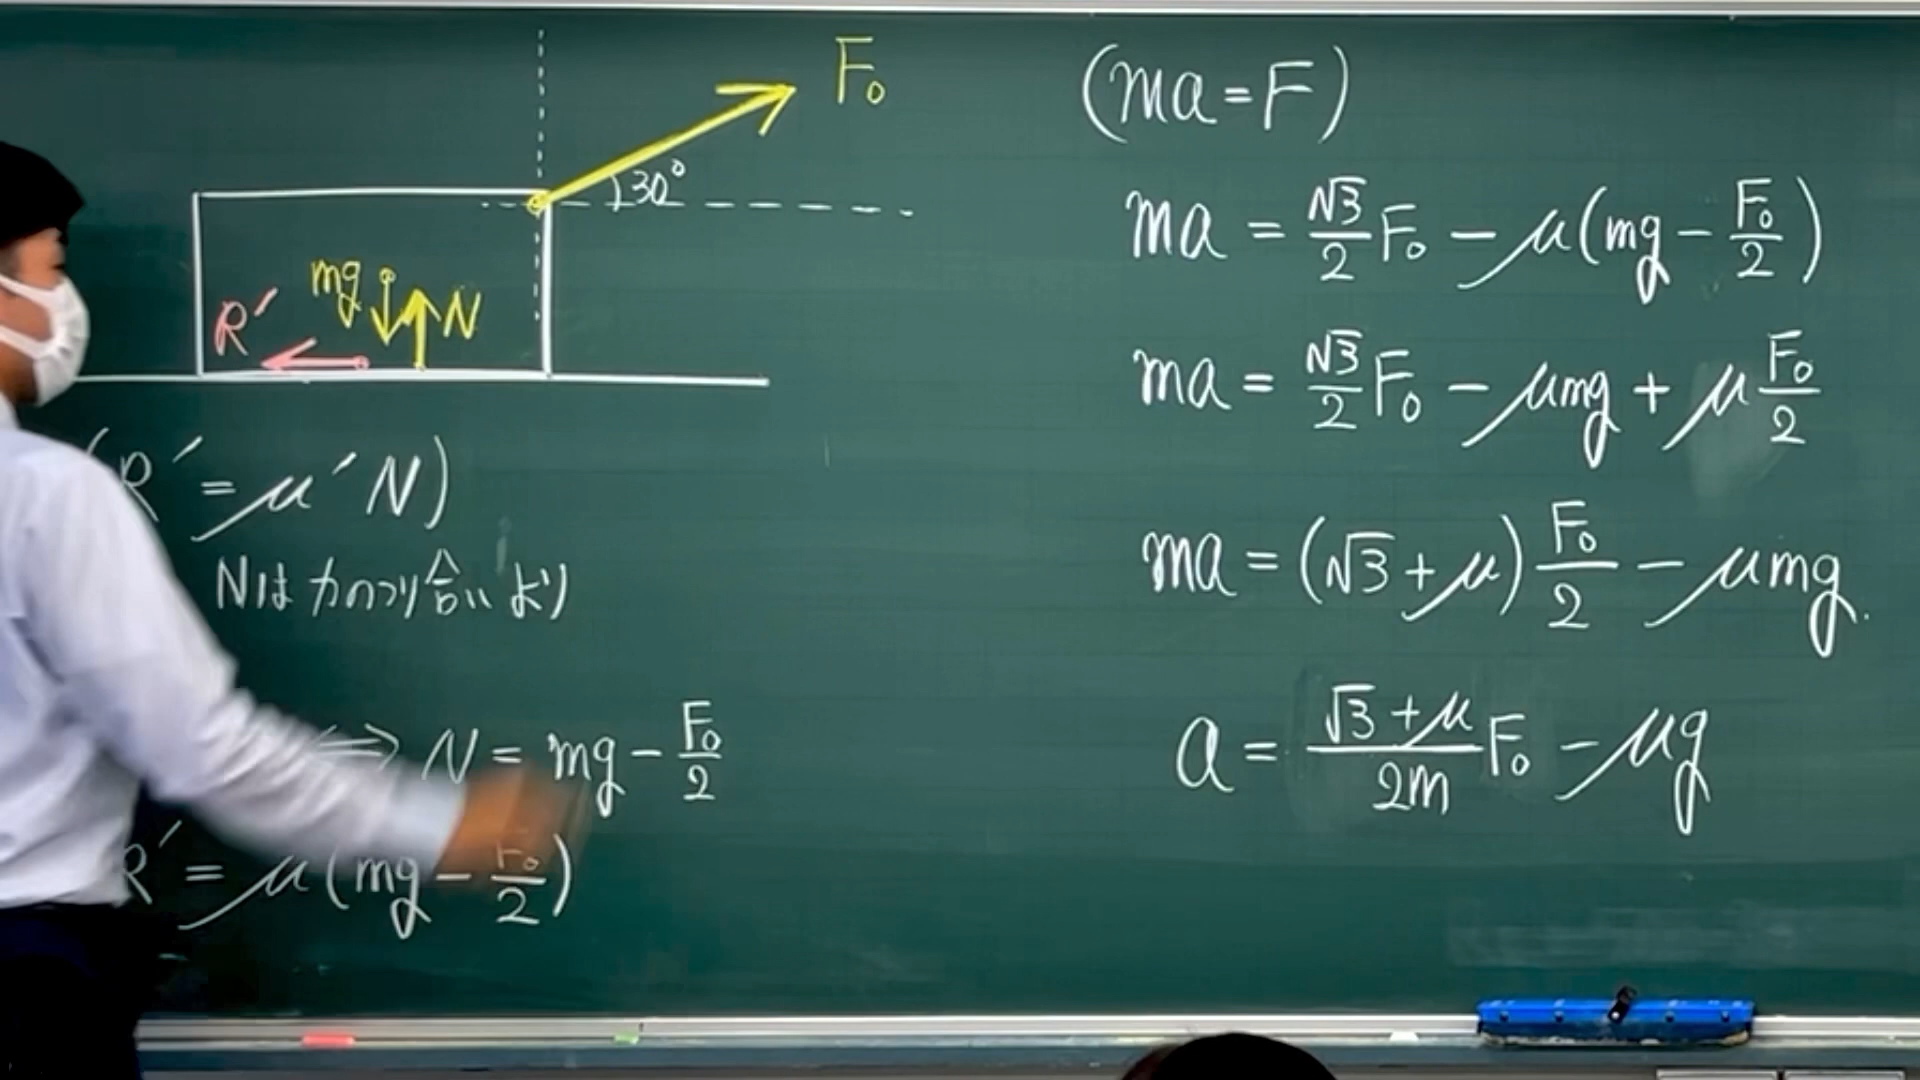 F₀
30°
mg
N
R′
(R′ = μ′N)
Nは力のつり合いより
⇔ N = mg − F₀/2
R′ = μ(mg − F₀/2)
(ma = F)
ma = √3/2 F₀ − μ(mg − F₀/2)
ma = √3/2 F₀ − μmg + μ F₀/2
ma = (√3 + μ) F₀/2 − μmg.
a = (√3 + μ)/2m F₀ − μg